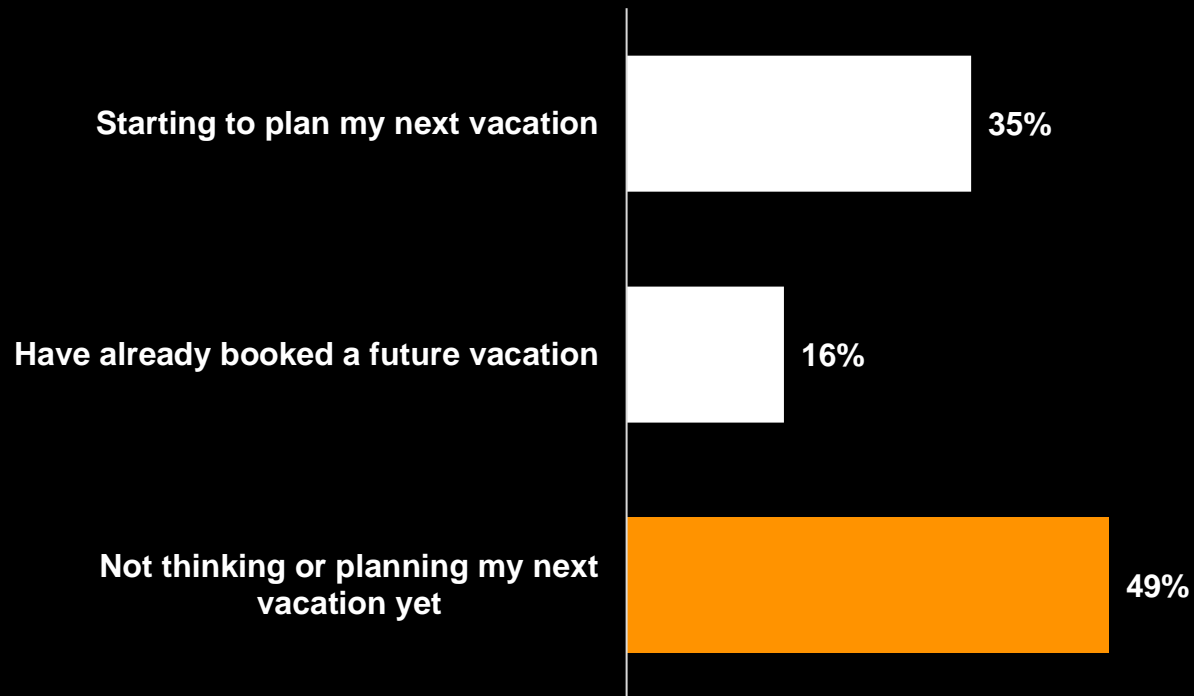 Starting to plan my next vacation
35%
Have already booked a future vacation
16%
Not thinking or planning my next
vacation yet
49%